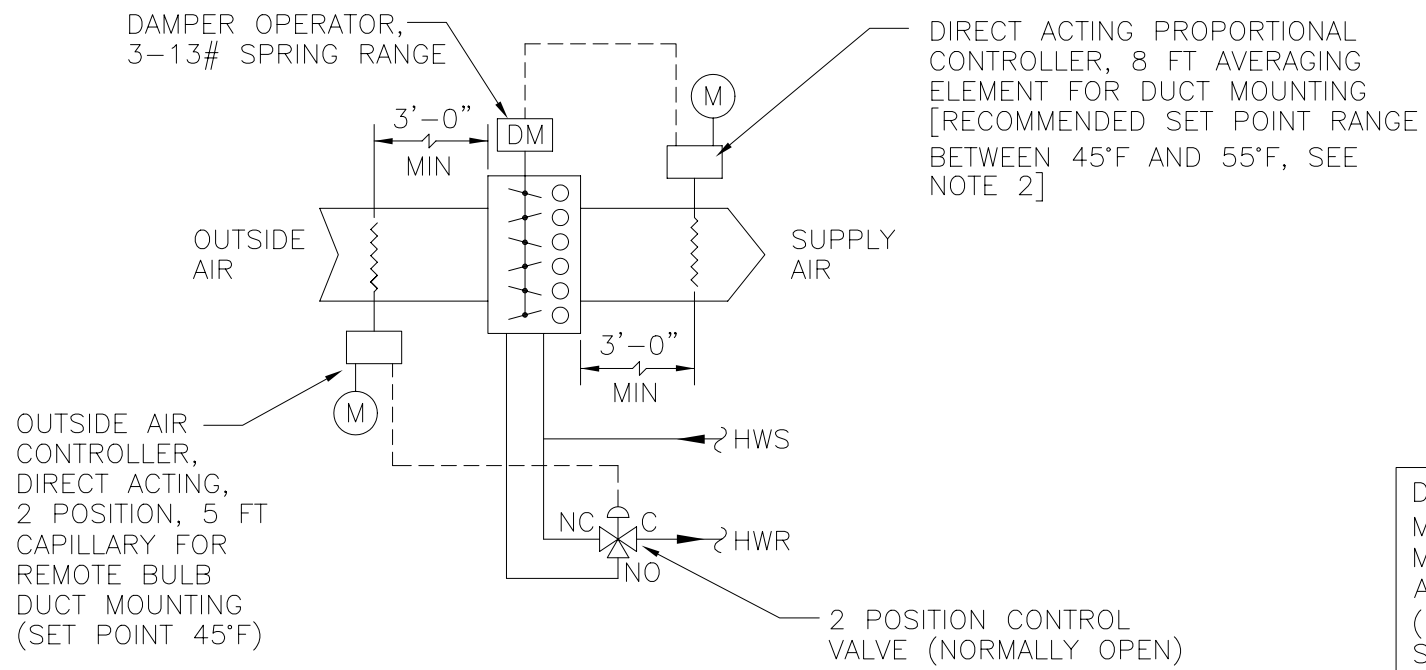 DAMPER OPERATOR,
3-13# SPRING RANGE
DIRECT ACTING PROPORTIONAL
CONTROLLER, 8 FT AVERAGING
ELEMENT FOR DUCT MOUNTING
[RECOMMENDED SET POINT RANGE
BETWEEN 45°F AND 55°F, SEE
NOTE 2]
M
3'-0"
MIN
DM
OUTSIDE
AIR
SUPPLY
AIR
3'-0"
MIN
M
OUTSIDE AIR
CONTROLLER,
DIRECT ACTING,
2 POSITION, 5 FT
CAPILLARY FOR
REMOTE BULB
DUCT MOUNTING
(SET POINT 45°F)
HWS
NC
C
HWR
NO
2 POSITION CONTROL
VALVE (NORMALLY OPEN)